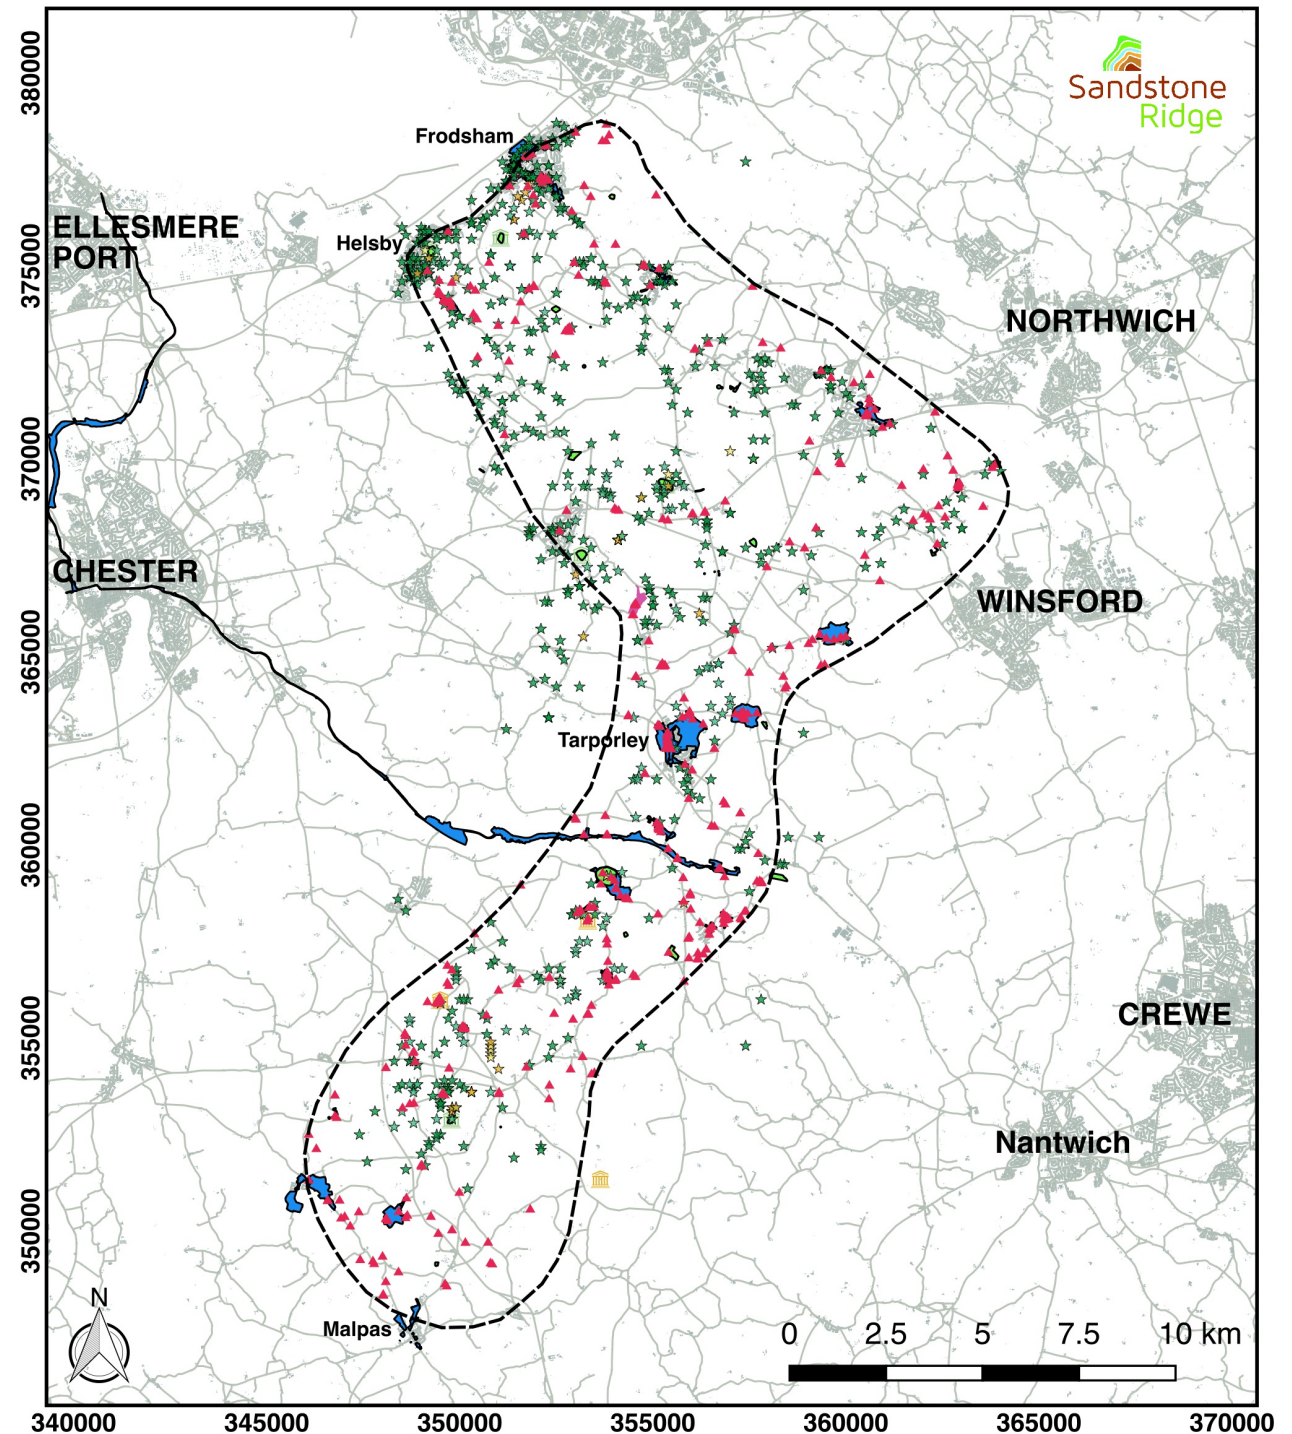 Sandstone
Ridge
Frodsham
ELLESMERE
PORT
Helsby
NORTHWICH
CHESTER
WINSFORD
Tarporley
CREWE
Nantwich
Malpas
N
0 2.5 5 7.5 10 km
380000
375000
370000
365000
360000
355000
350000
340000 345000 350000 355000 360000 365000 370000